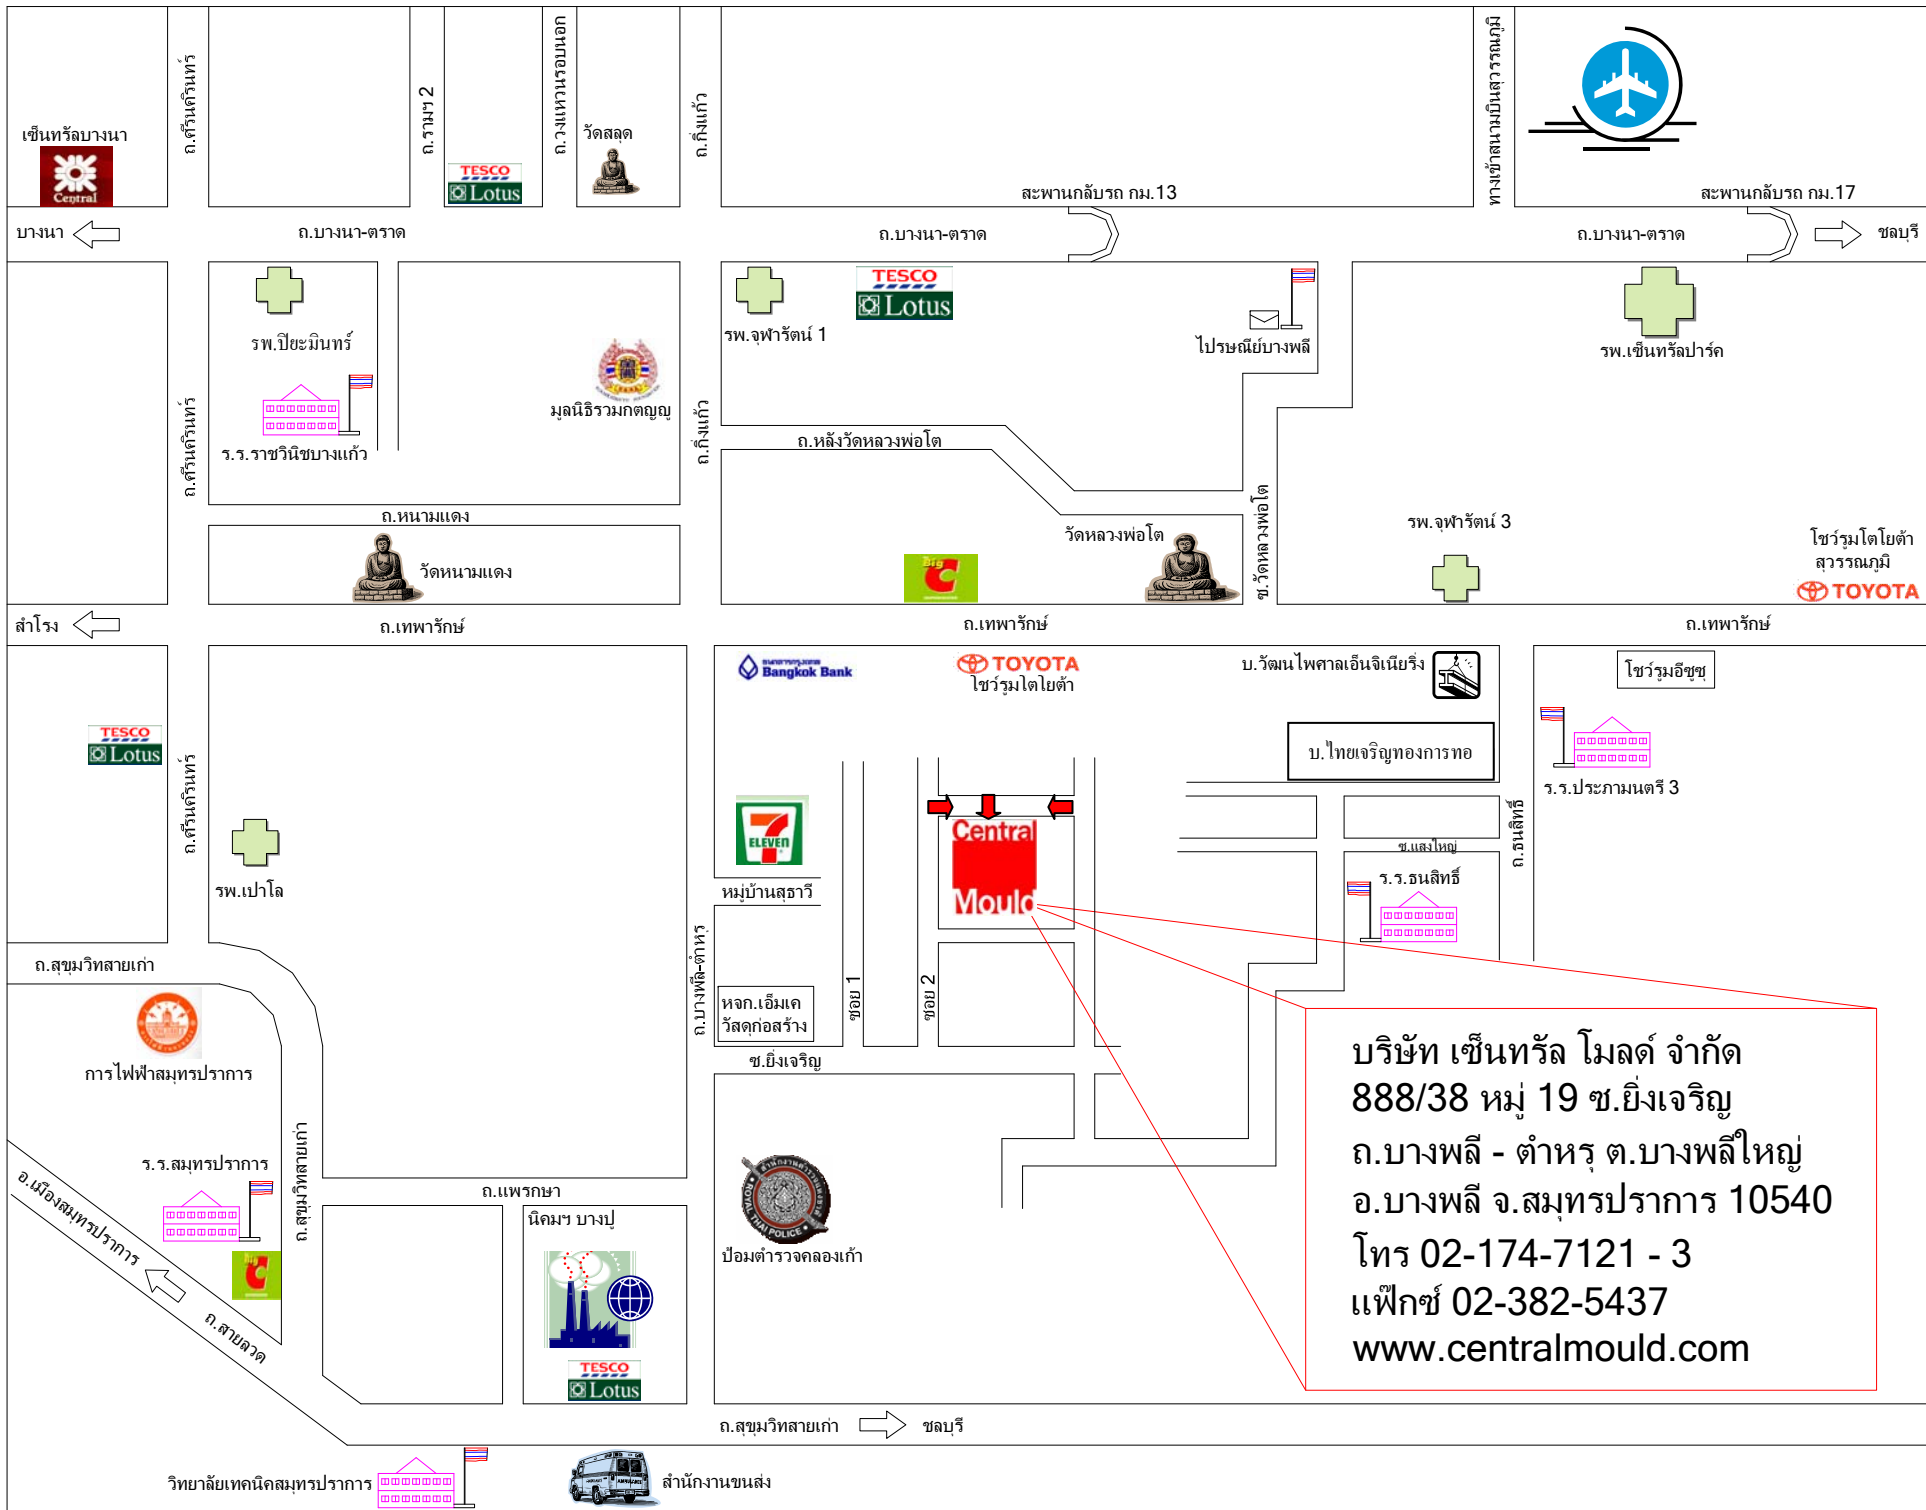 ถ.ศรีนครินทร์
ถ.รามฯ 2
ถ.วงแหวนรอบนอก
ถ.กิ่งแก้ว
ทางเข้าสนามบินสุวรรณภูมิ
เซ็นทรัลบางนา
Central
TESCO
Lotus
วัดสลุด
สะพานกลับรถ กม.13
สะพานกลับรถ กม.17
บางนา
ถ.บางนา-ตราด
ถ.บางนา-ตราด
ถ.บางนา-ตราด
ชลบุรี
รพ.ปิยะมินทร์
รพ.จุฬารัตน์ 1
TESCO
Lotus
ไปรษณีย์บางพลี
รพ.เซ็นทรัลปาร์ค
ร.ร.ราชวินิชบางแก้ว
มูลนิธิรวมกตญญู
ถ.ศรีนครินทร์
ถ.กิ่งแก้ว
ถ.หลังวัดหลวงพ่อโต
ถ.หนามแดง
วัดหนามแดง
Big
C
วัดหลวงพ่อโต
ซ.วัดหลวงพ่อโต
รพ.จุฬารัตน์ 3
โชว์รูมโตโยต้า
สุวรรณภูมิ
TOYOTA
สำโรง
ถ.เทพารักษ์
ถ.เทพารักษ์
ถ.เทพารักษ์
ธนาคารกรุงเทพ
Bangkok Bank
TOYOTA
โชว์รูมโตโยต้า
บ.วัฒนไพศาลเอ็นจิเนียริ่ง
โชว์รูมอีซูซุ
TESCO
Lotus
ถ.ศรีนครินทร์
บ.ไทยเจริญทองการทอ
ร.ร.ประภามนตรี 3
รพ.เปาโล
7
ELEVEN
หมู่บ้านสุธาวี
Central
Mould
ซ.แสงใหญ่
ถ.ธนสิทธิ์
ร.ร.ธนสิทธิ์
ถ.สุขุมวิทสายเก่า
ถ.บางพลี-ตำหรุ
หจก.เอ็มเค
วัสดุก่อสร้าง
ซอย 1
ซอย 2
ซ.ยิ่งเจริญ
การไฟฟ้าสมุทรปราการ
บริษัท เซ็นทรัล โมลด์ จำกัด
888/38 หมู่ 19 ซ.ยิ่งเจริญ
ถ.บางพลี - ตำหรุ ต.บางพลีใหญ่
อ.บางพลี จ.สมุทรปราการ 10540
โทร 02-174-7121 - 3
แฟ๊กซ์ 02-382-5437
www.centralmould.com
ร.ร.สมุทรปราการ
ถ.สุขุมวิทสายเก่า
อ.เมืองสมุทรปราการ
C
ถ.สายลวด
ถ.แพรกษา
นิคมฯ บางปู
TESCO
Lotus
สำนักงานตำรวจแห่งชาติ
ROYAL THAI POLICE
ป้อมตำรวจคลองเก้า
ถ.สุขุมวิทสายเก่า
ชลบุรี
วิทยาลัยเทคนิคสมุทรปราการ
AMBULANCE
สำนักงานขนส่ง